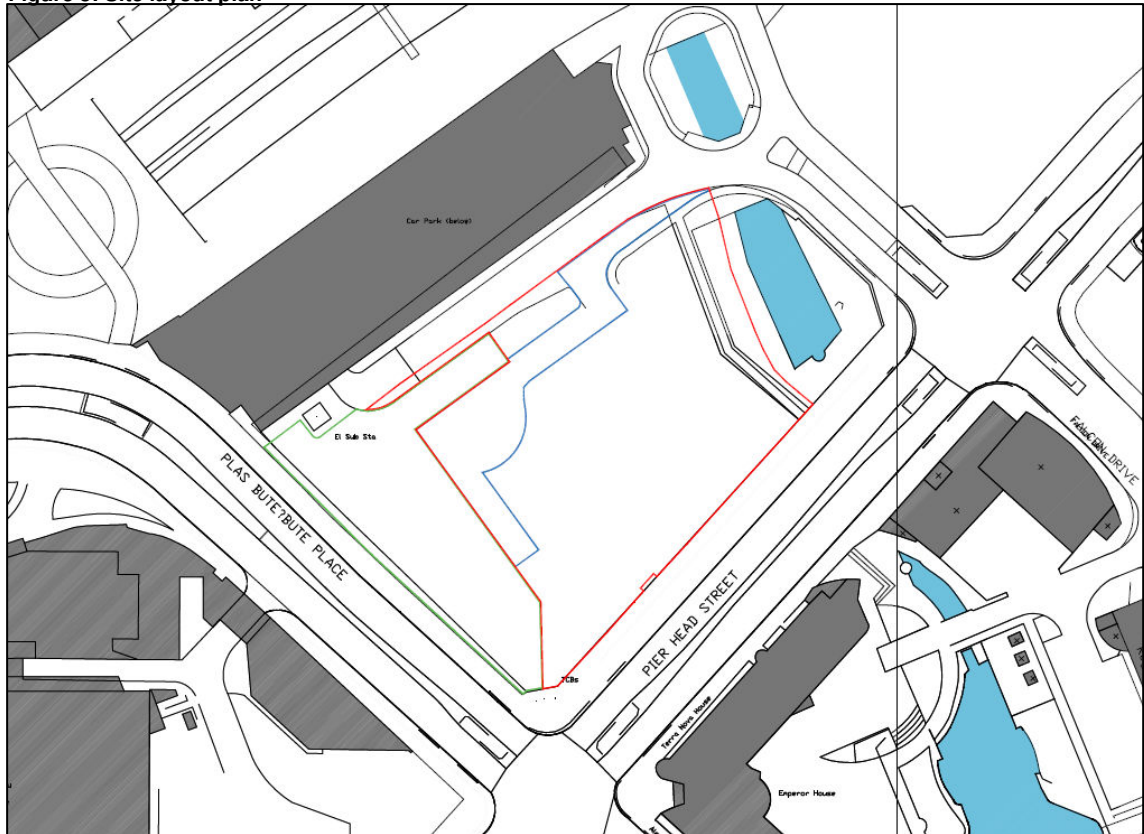 Figure 3: Site layout plan
Car Park (below)
El Sub Sta
PLAS BUTE?BUTE PLACE
PIER HEAD STREET
TCBs
FALCON DRIVE
Terra Nova House
Emperor House